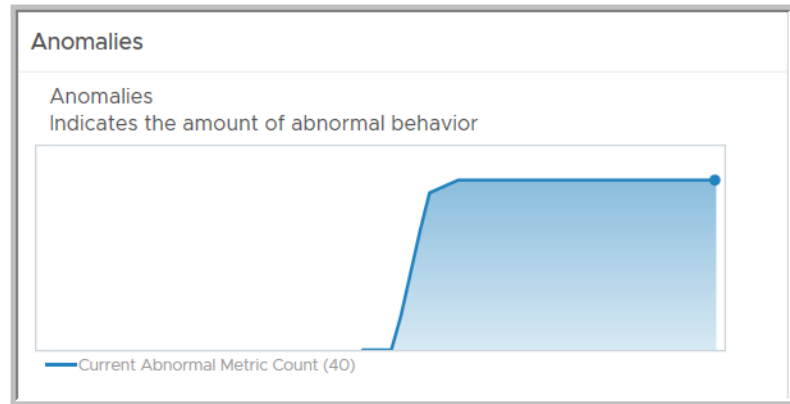 Anomalies
Anomalies
Indicates the amount of abnormal behavior
Current Abnormal Metric Count (40)